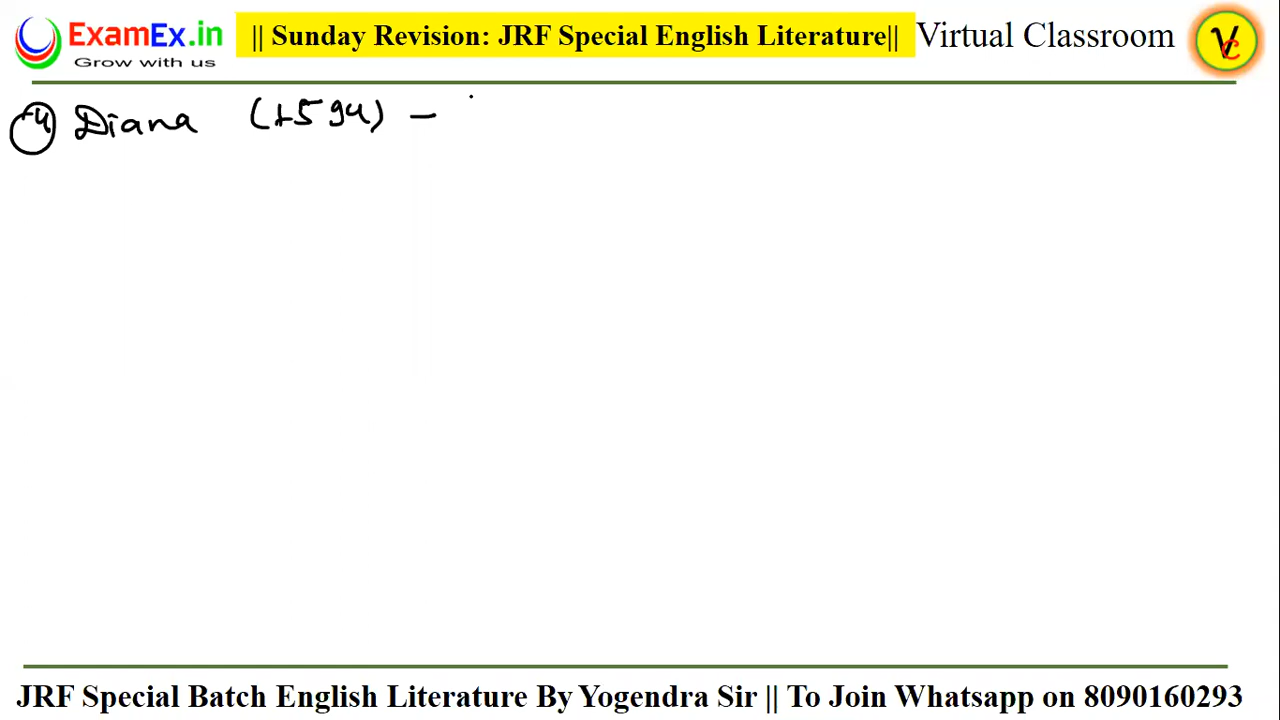 ExamEx.in
Grow with us
|| Sunday Revision: JRF Special English Literature||
Virtual Classroom
VC
4 Diana (1594) –
JRF Special Batch English Literature By Yogendra Sir || To Join Whatsapp on 8090160293